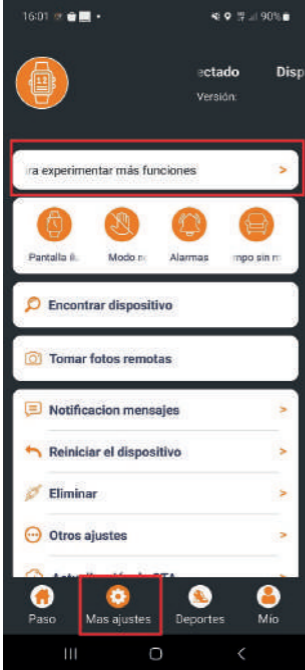 16:01
90%
ectado Disp
Versión:
ra experimentar más funciones >
Pantalla il. Modo n Alarmas mpo sin m
Encontrar dispositivo
Tomar fotos remotas
Notificacion mensajes >
Reiniciar el dispositivo >
Eliminar >
Otros ajustes >
Paso Mas ajustes Deportes Mío